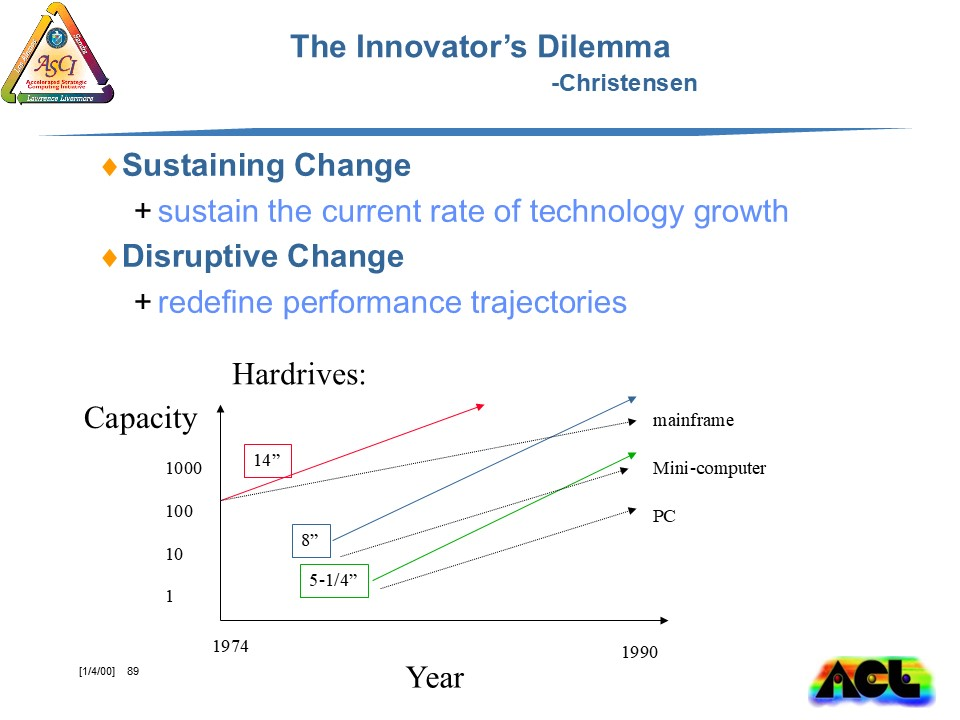 Los Alamos
Sandia
ASCI
Accelerated Strategic
Computing Initiative
Lawrence Livermore
The Innovator’s Dilemma
-Christensen
Sustaining Change
+ sustain the current rate of technology growth
Disruptive Change
+ redefine performance trajectories
Hardrives:
Capacity
mainframe
14”
1000
Mini-computer
100
PC
8”
10
5-1/4”
1
1974
1990
[1/4/00] 89
Year
ACL